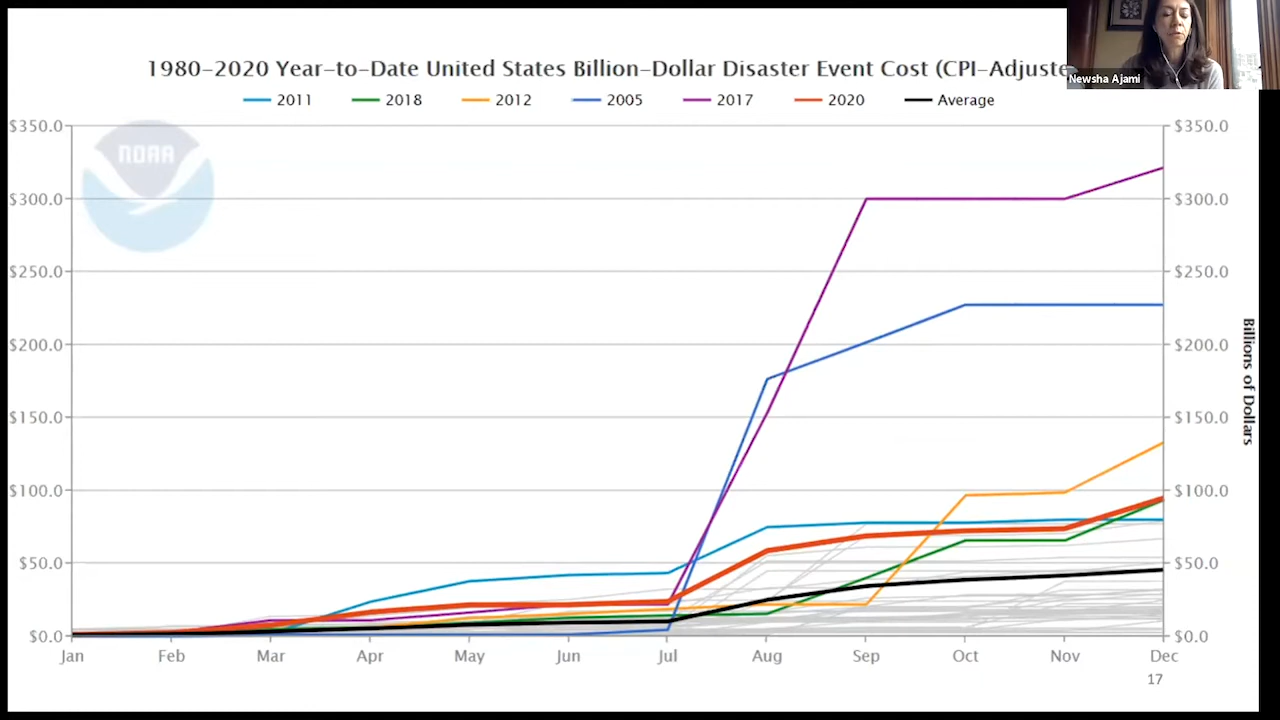 1980-2020 Year-to-Date United States Billion-Dollar Disaster Event Cost (CPI-Adjuste
Newsha Ajami
2011 2018 2012 2005 2017 2020 Average
$350.0 $350.0
NOAA
$300.0 $300.0
$250.0 $250.0
$200.0 $200.0
Billions of Dollars
$150.0 $150.0
$100.0 $100.0
$50.0 $50.0
$0.0 $0.0
Jan Feb Mar Apr May Jun Jul Aug Sep Oct Nov Dec
17